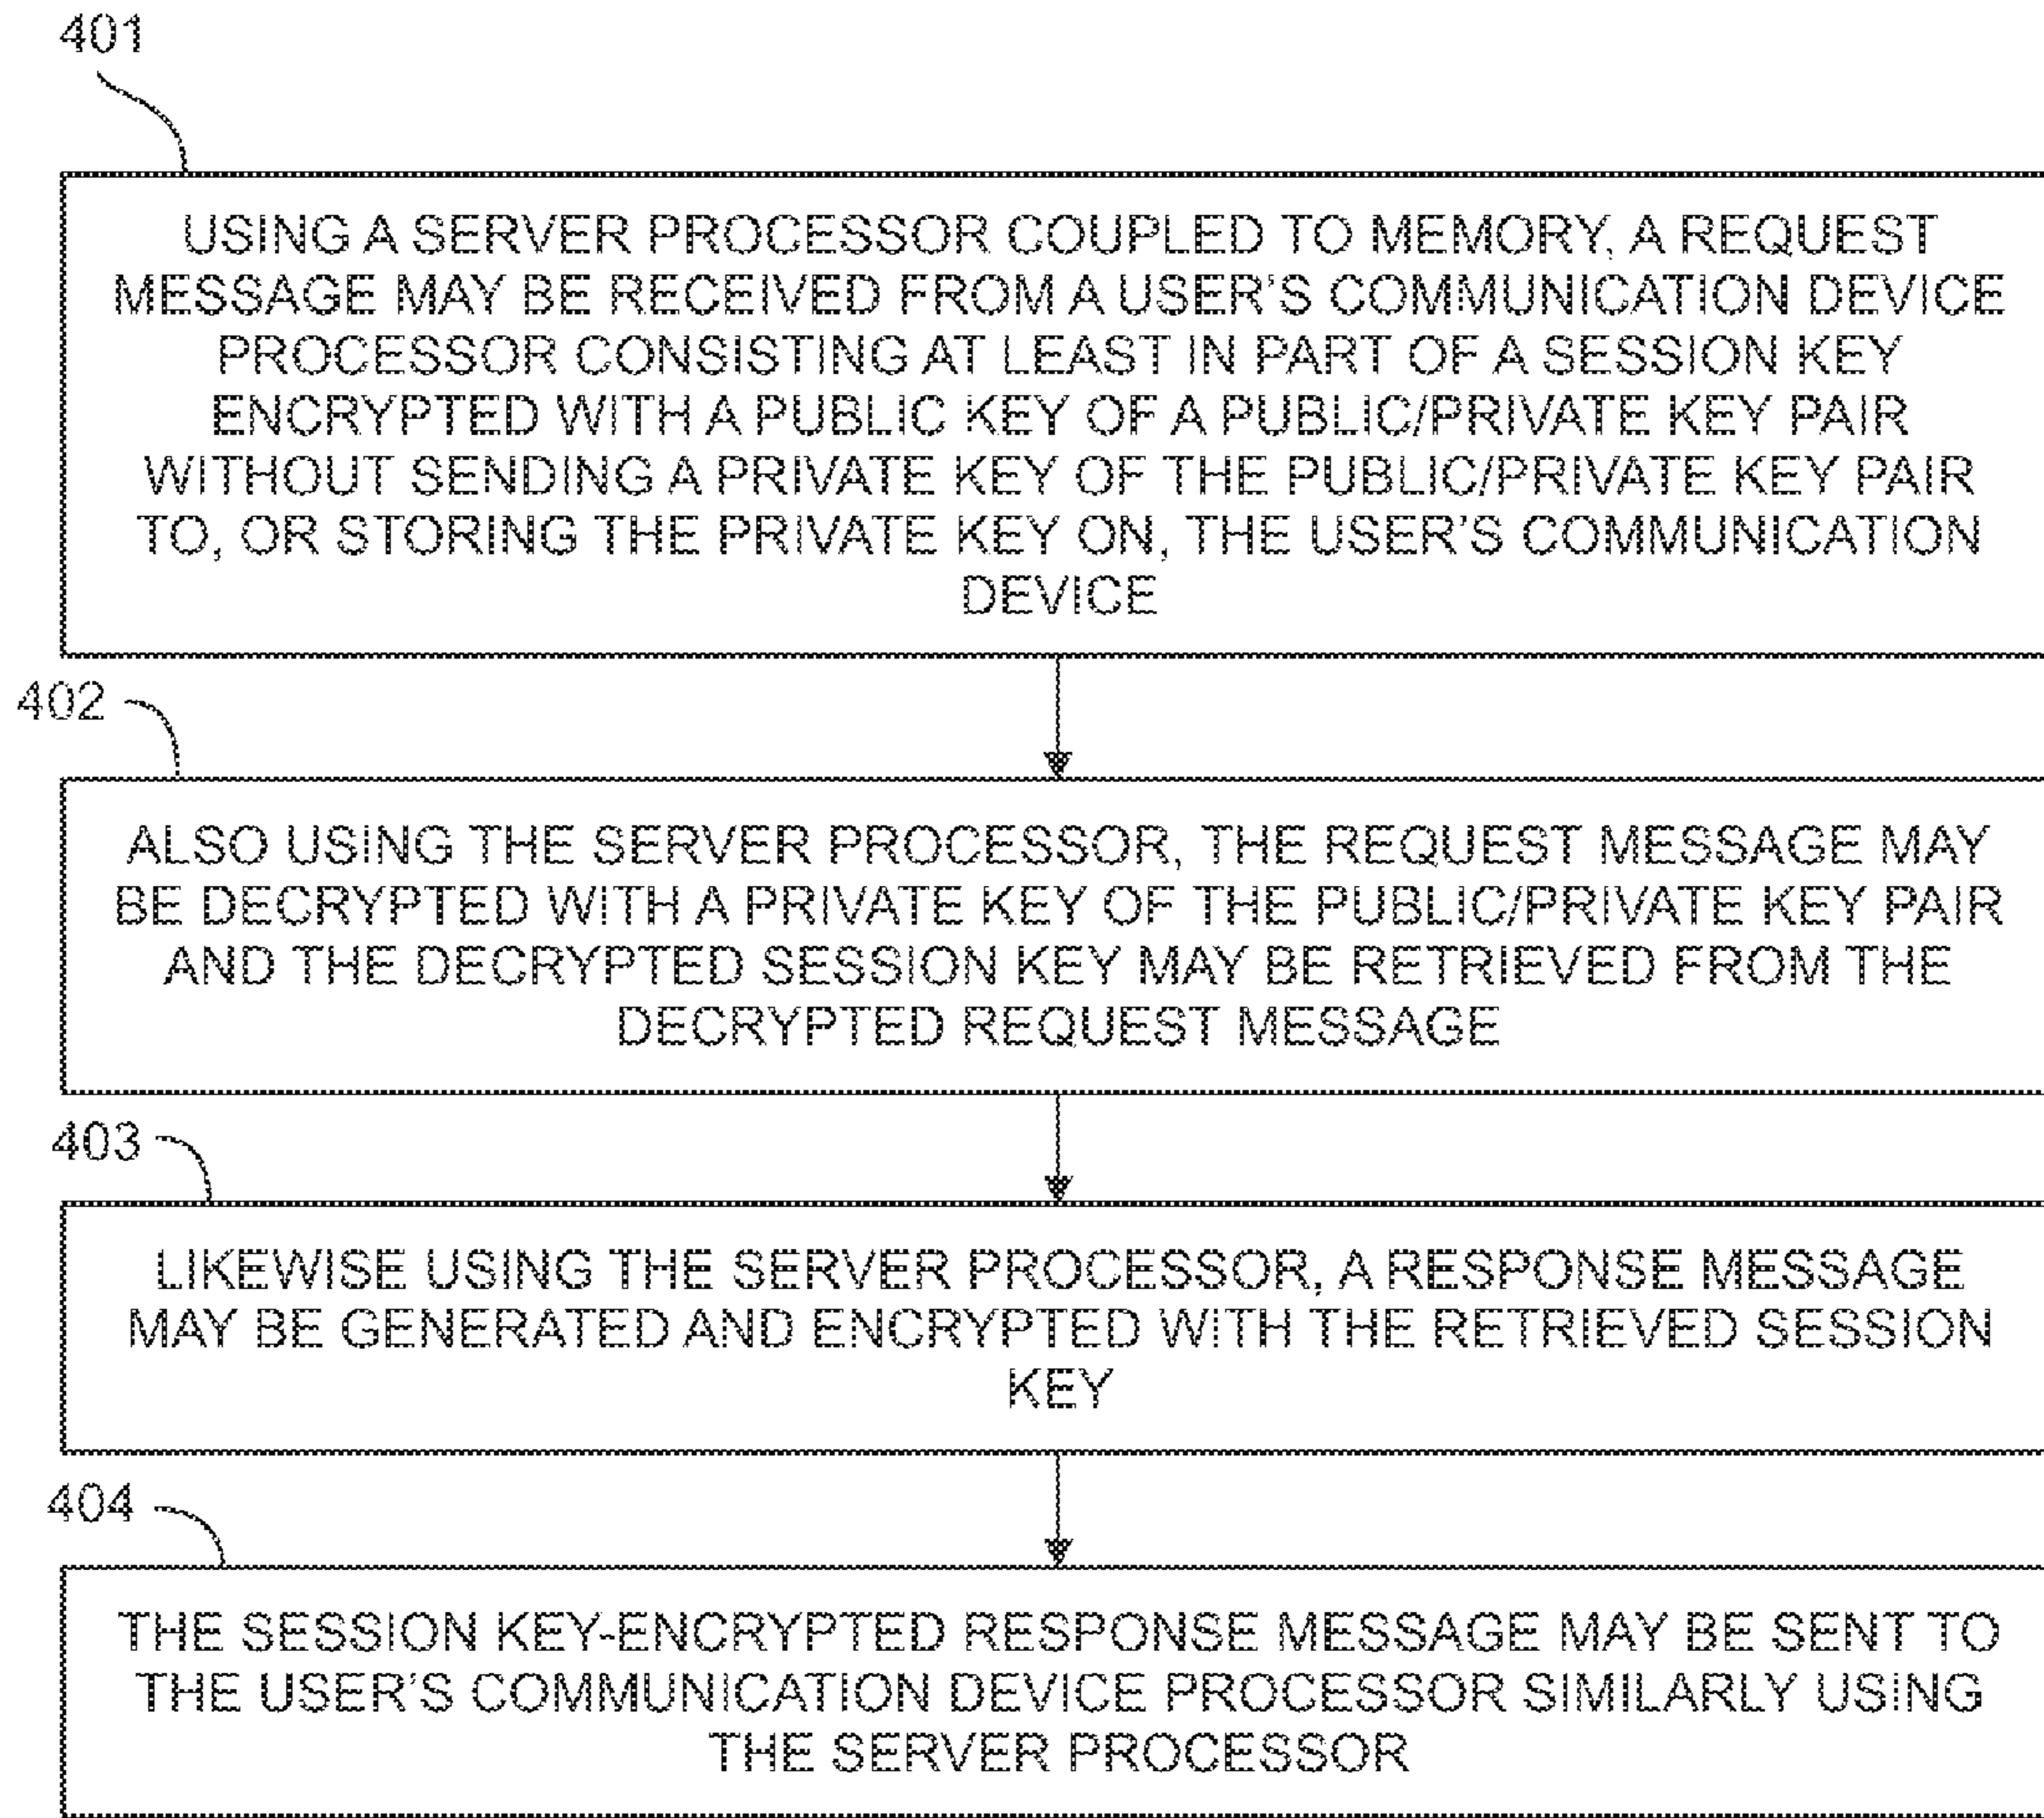 401
USING A SERVER PROCESSOR COUPLED TO MEMORY, A REQUEST
MESSAGE MAY BE RECEIVED FROM A USER'S COMMUNICATION DEVICE
PROCESSOR CONSISTING AT LEAST IN PART OF A SESSION KEY
ENCRYPTED WITH A PUBLIC KEY OF A PUBLIC/PRIVATE KEY PAIR
WITHOUT SENDING A PRIVATE KEY OF THE PUBLIC/PRIVATE KEY PAIR
TO, OR STORING THE PRIVATE KEY ON, THE USER'S COMMUNICATION
DEVICE
402
ALSO USING THE SERVER PROCESSOR, THE REQUEST MESSAGE MAY
BE DECRYPTED WITH A PRIVATE KEY OF THE PUBLIC/PRIVATE KEY PAIR
AND THE DECRYPTED SESSION KEY MAY BE RETRIEVED FROM THE
DECRYPTED REQUEST MESSAGE
403
LIKEWISE USING THE SERVER PROCESSOR, A RESPONSE MESSAGE
MAY BE GENERATED AND ENCRYPTED WITH THE RETRIEVED SESSION
KEY
404
THE SESSION KEY-ENCRYPTED RESPONSE MESSAGE MAY BE SENT TO
THE USER'S COMMUNICATION DEVICE PROCESSOR SIMILARLY USING
THE SERVER PROCESSOR